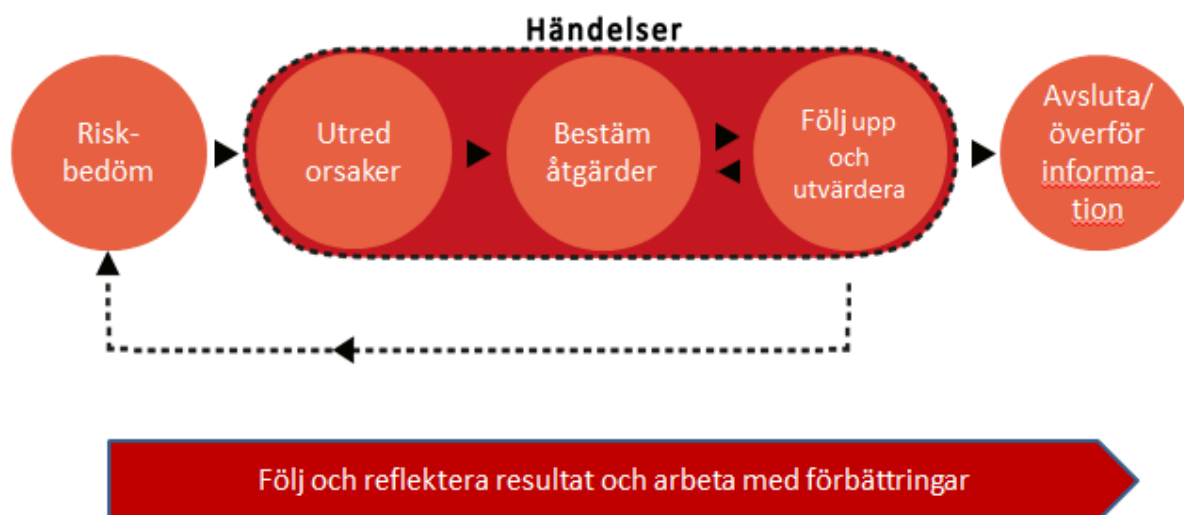 Händelser
Risk-
bedöm
Utred
orsaker
Bestäm
åtgärder
Följ upp
och
utvärdera
Avsluta/
överför
informa-
tion
Följ och reflektera resultat och arbeta med förbättringar